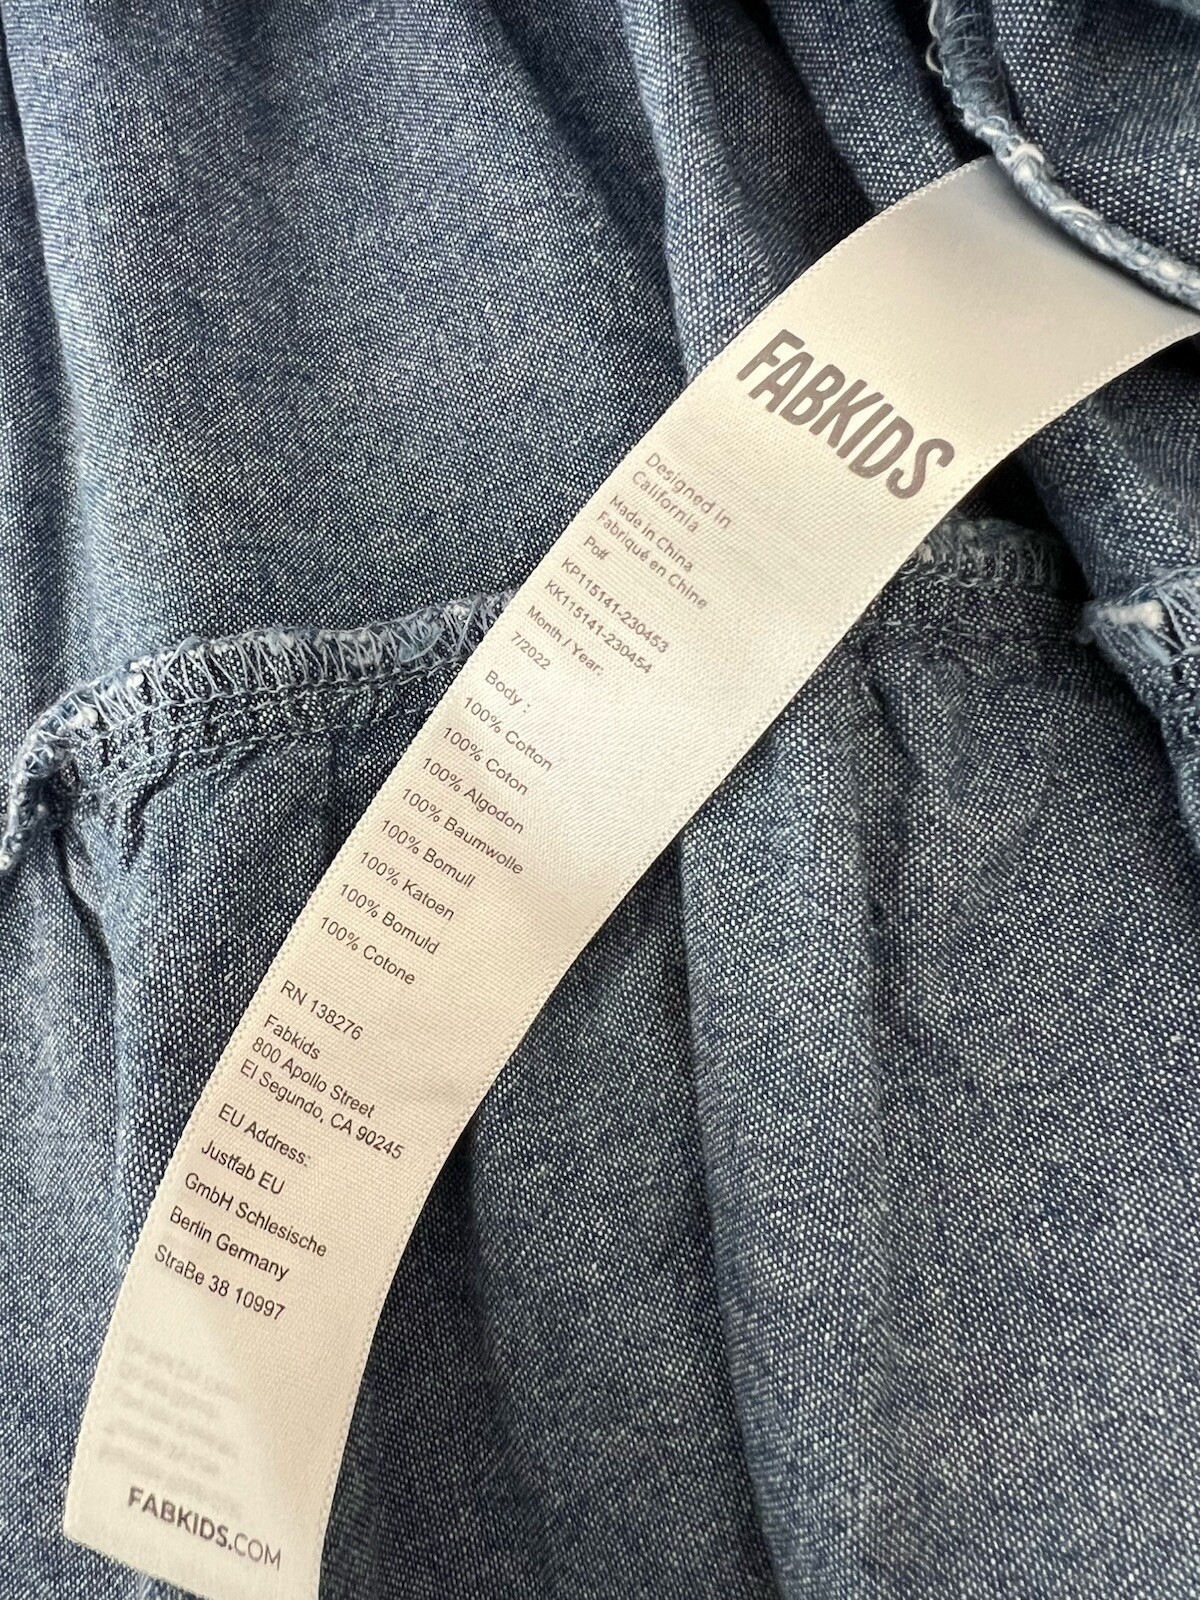 FABKIDS
Designed in
California
Made in China
Fabriqué en Chine
Po#
KP115141-230453
KK115141-230454
Month / Year:
7/2022
Body :
100% Cotton
100% Coton
100% Algodon
100% Baumwolle
100% Bomull
100% Katoen
100% Bomuld
100% Cotone
RN 138276
Fabkids
800 Apollo Street
El Segundo, CA 90245
EU Address:
Justfab EU
GmbH Schlesische
Berlin Germany
StraBe 38 10997
FABKIDS.COM